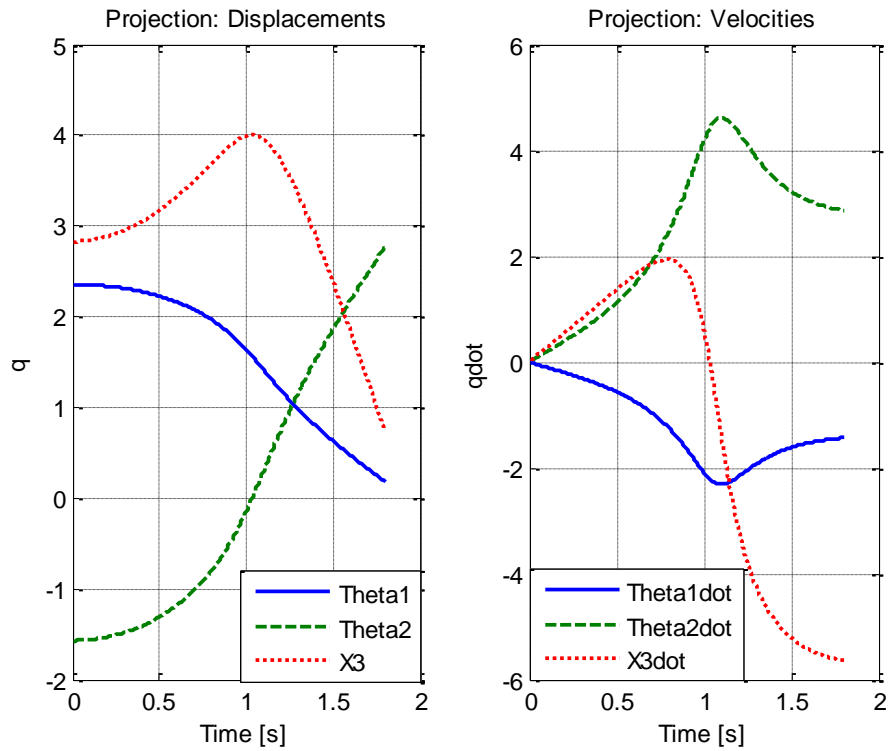 Projection: Displacements
5
4
3
2
1
0
-1
-2
q
0
0.5
1
1.5
2
Time [s]
Theta1
Theta2
X3
Projection: Velocities
6
4
2
0
-2
-4
-6
qdot
0
0.5
1
1.5
2
Time [s]
Theta1dot
Theta2dot
X3dot